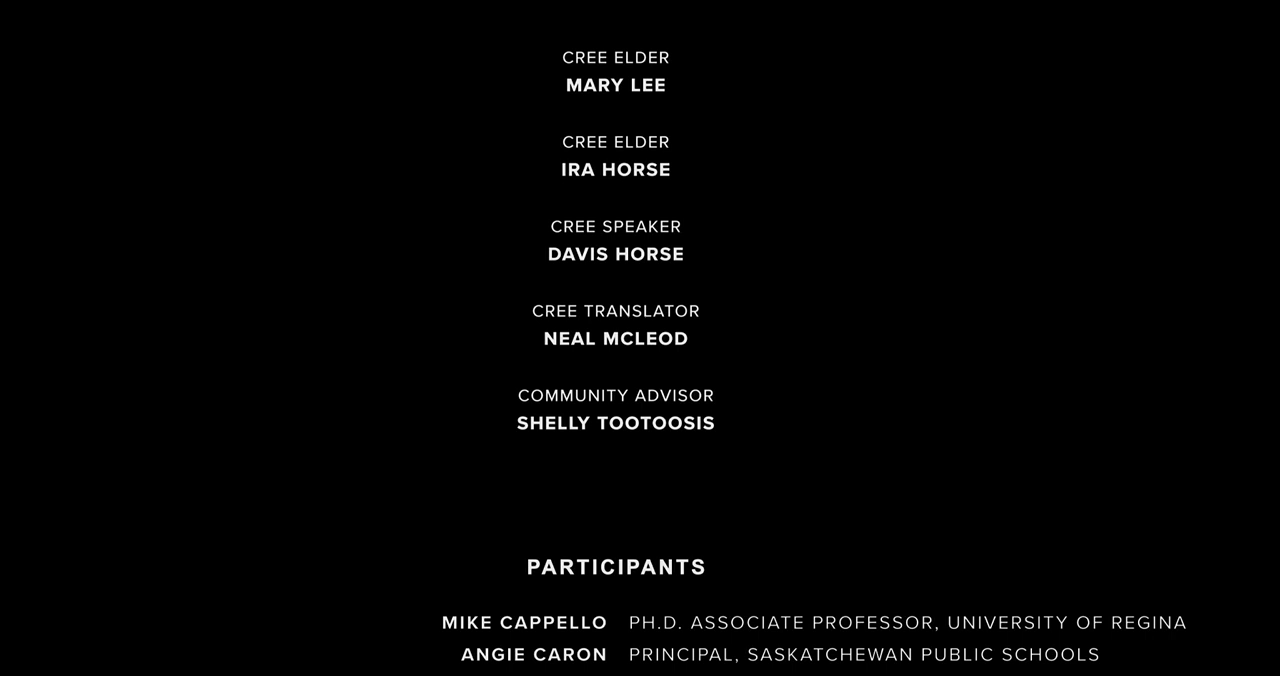 CREE ELDER
MARY LEE
CREE ELDER
IRA HORSE
CREE SPEAKER
DAVIS HORSE
CREE TRANSLATOR
NEAL MCLEOD
COMMUNITY ADVISOR
SHELLY TOOTOOSIS
PARTICIPANTS
MIKE CAPPELLO PH.D. ASSOCIATE PROFESSOR, UNIVERSITY OF REGINA
ANGIE CARON PRINCIPAL, SASKATCHEWAN PUBLIC SCHOOLS